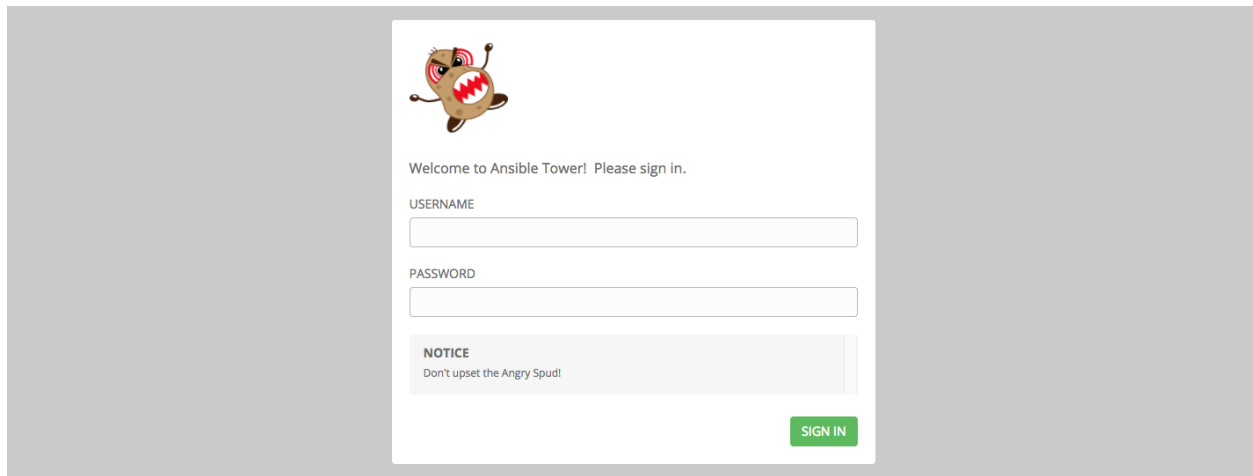 Welcome to Ansible Tower!  Please sign in.
USERNAME
PASSWORD
NOTICE
Don't upset the Angry Spud!
SIGN IN